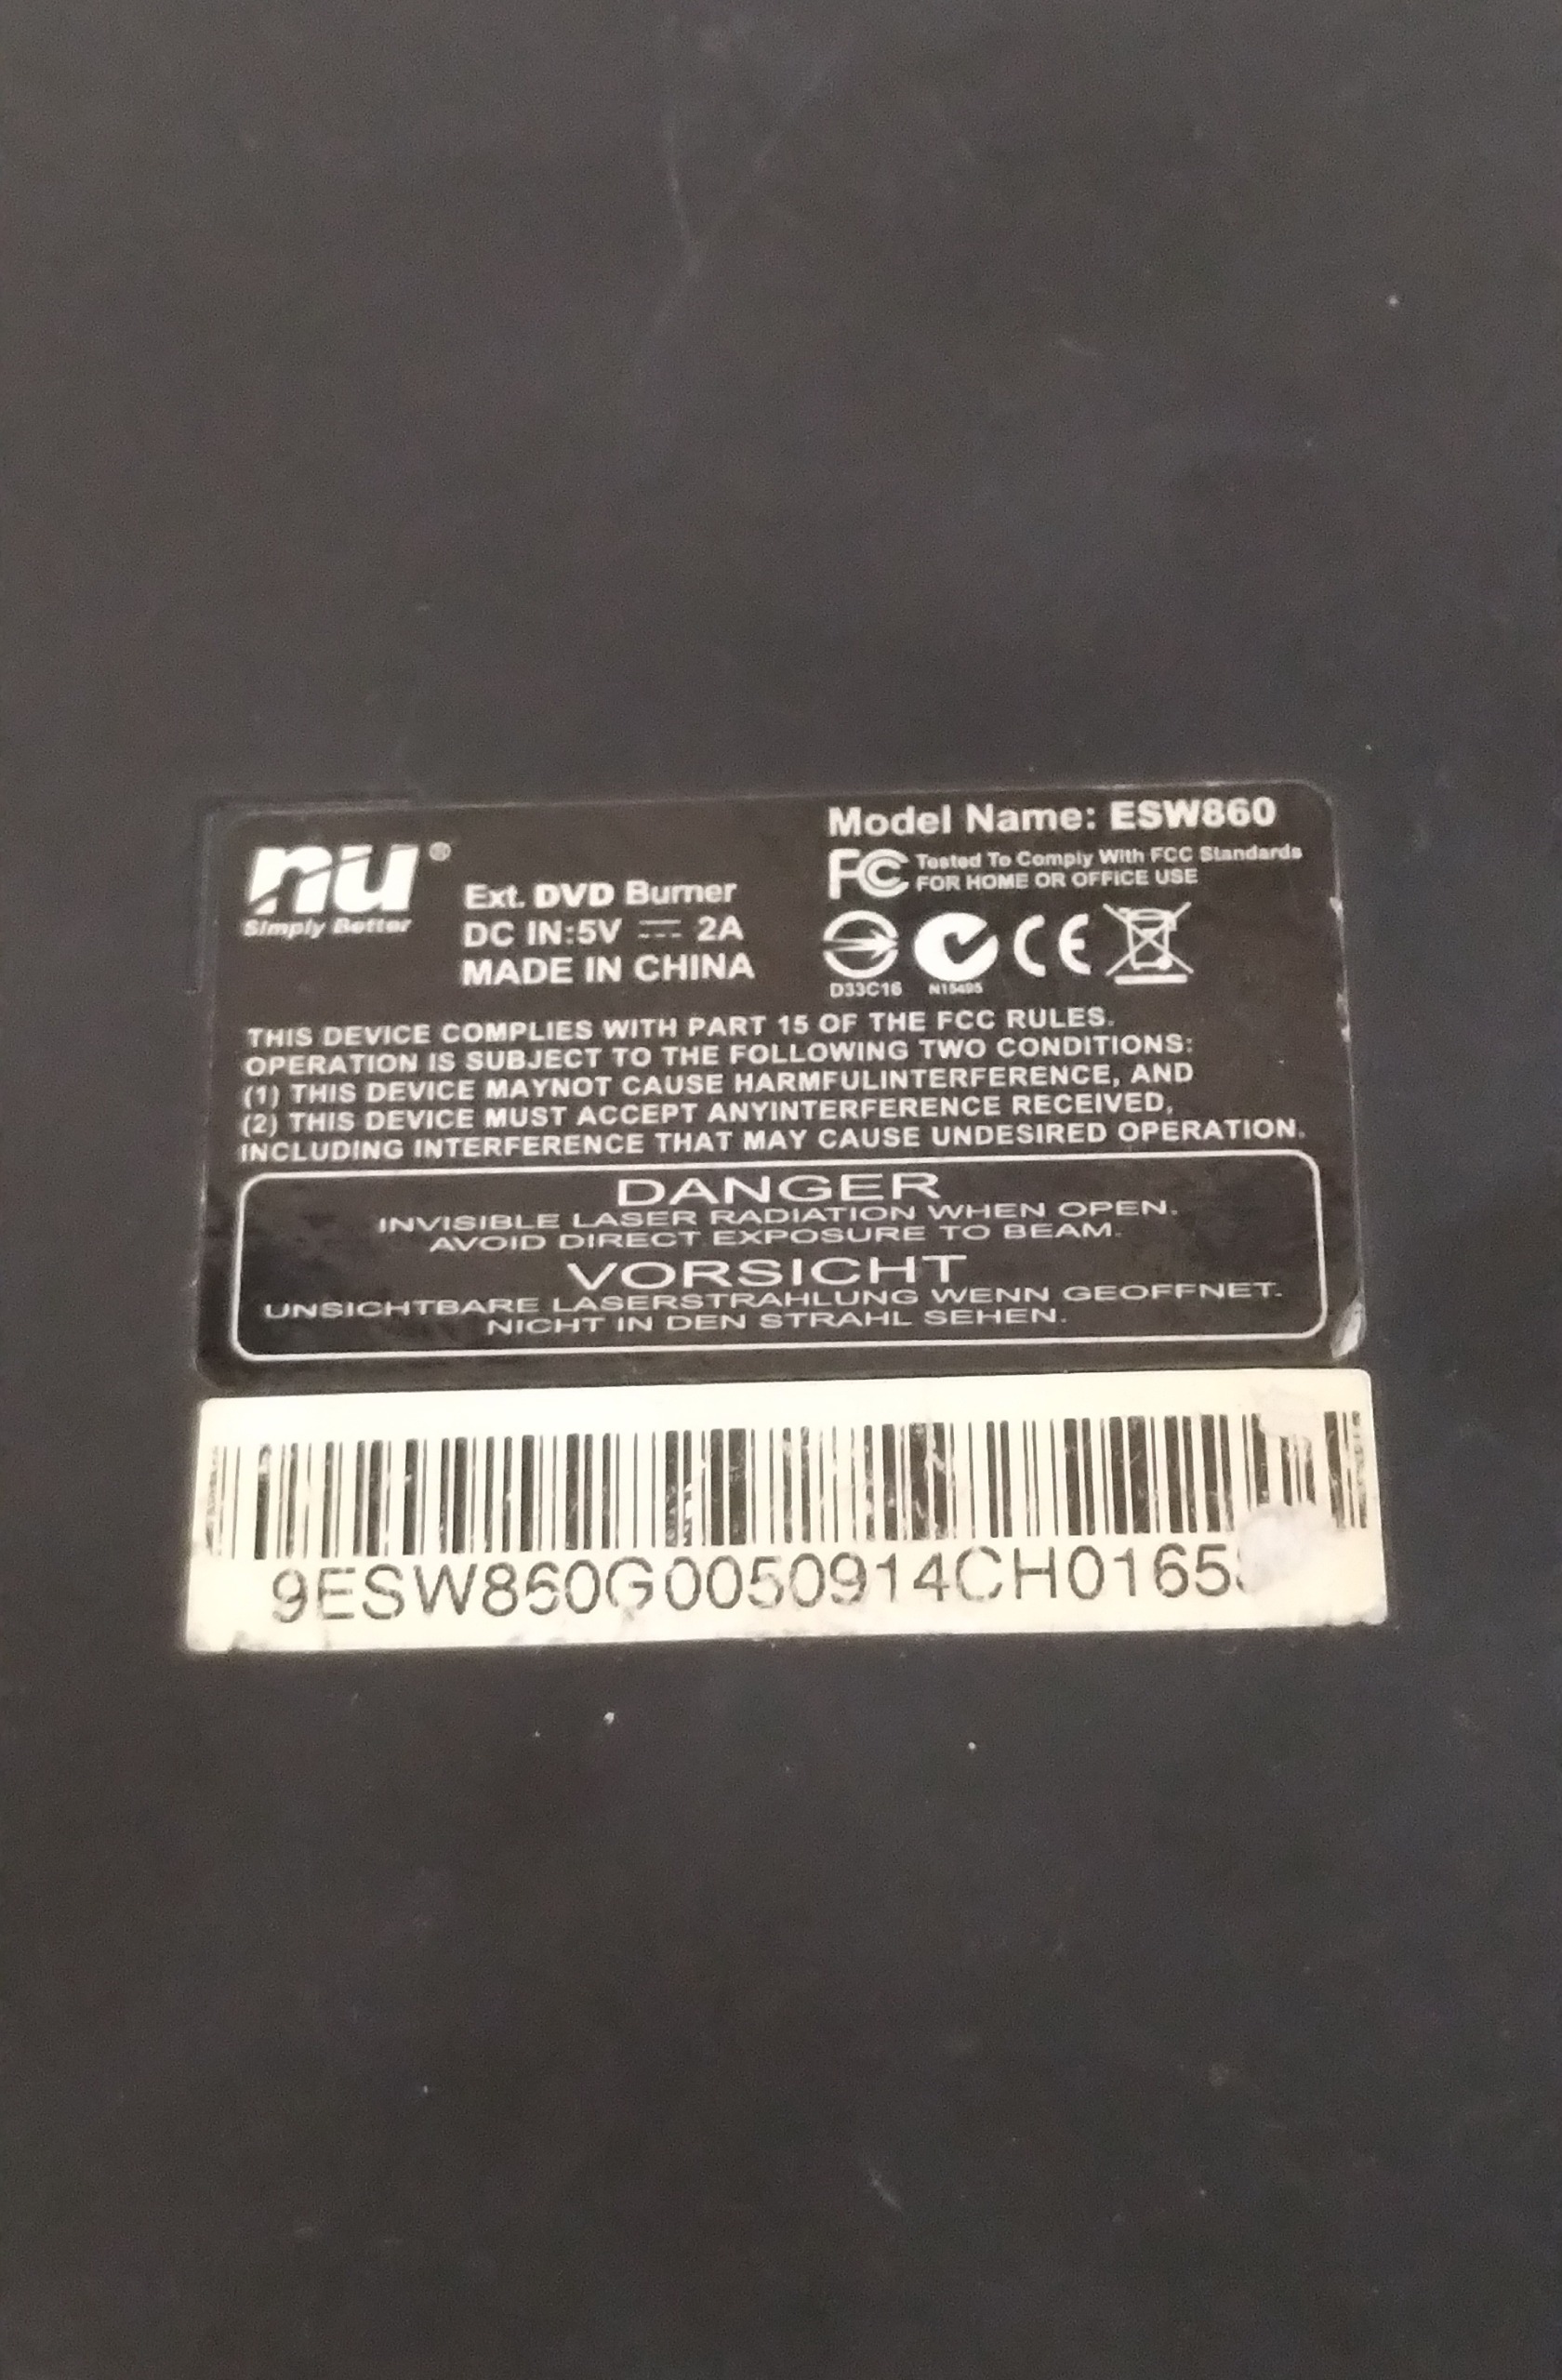 Model Name: ESW860
nu®
Simply Better
Ext. DVD Burner
DC IN:5V 2A
MADE IN CHINA
FC Tested To Comply With FCC Standards
FOR HOME OR OFFICE USE
CE
D33C16 N15495
THIS DEVICE COMPLIES WITH PART 15 OF THE FCC RULES.
OPERATION IS SUBJECT TO THE FOLLOWING TWO CONDITIONS:
(1) THIS DEVICE MAYNOT CAUSE HARMFULINTERFERENCE, AND
(2) THIS DEVICE MUST ACCEPT ANYINTERFERENCE RECEIVED,
INCLUDING INTERFERENCE THAT MAY CAUSE UNDESIRED OPERATION.
DANGER
INVISIBLE LASER RADIATION WHEN OPEN.
AVOID DIRECT EXPOSURE TO BEAM.
VORSICHT
UNSICHTBARE LASERSTRAHLUNG WENN GEOFFNET.
NICHT IN DEN STRAHL SEHEN.